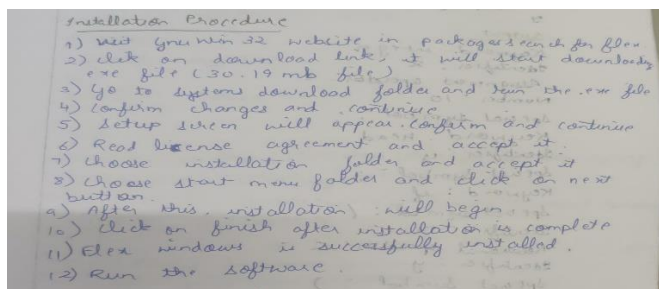 Installation Procedure
1) Visit Gnu Win 32 website in packages search for flex
2) click on download link, it will start downloading
exe file (30.19 mb file)
3) Go to systems download folder and run the .exe file
4) Confirm changes and continue
5) Setup screen will appear. Confirm and continue
6) Read license agreement and accept it.
7) Choose installation folder and accept it
8) Choose start menu folder and click on next
button.
9) After this, installation will begin
10) Click on finish after installation is complete
11) Flex windows is successfully installed.
12) Run the software.